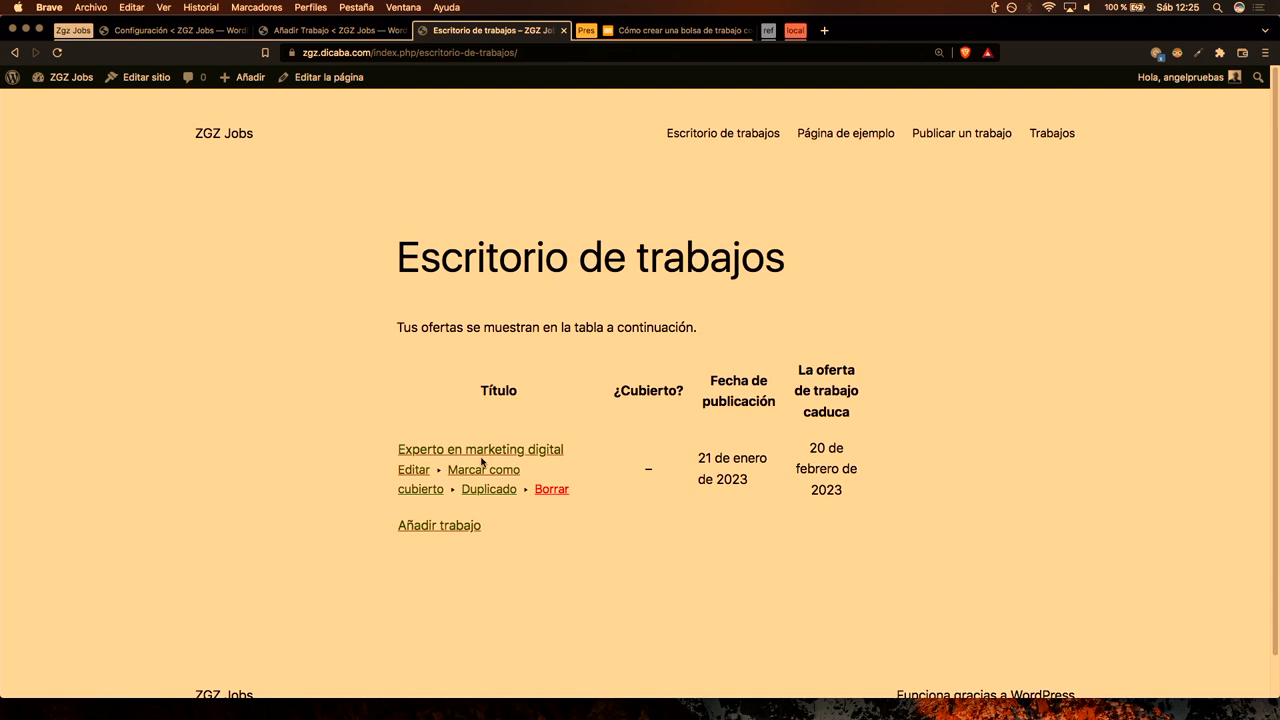 Brave Archivo Editar Ver Historial Marcadores Perfiles Pestaña Ventana Ayuda 100 % Sáb 12:25
Zgz Jobs Configuración < ZGZ Jobs — Word Añadir Trabajo < ZGZ Jobs — Word Escritorio de trabajos – ZGZ Jo Pres Cómo crear una bolsa de trabajo co ref local
zgz.dicaba.com/index.php/escritorio-de-trabajos/
ZGZ Jobs Editar sitio 0 Añadir Editar la página Hola, angelpruebas
ZGZ Jobs Escritorio de trabajos Página de ejemplo Publicar un trabajo Trabajos
Escritorio de trabajos
Tus ofertas se muestran en la tabla a continuación.
Título ¿Cubierto? Fecha de publicación La oferta de trabajo caduca
Experto en marketing digital
Editar ‣ Marcar como
cubierto ‣ Duplicado ‣ Borrar
–
21 de enero
de 2023
20 de
febrero de
2023
Añadir trabajo
ZGZ Jobs Funciona gracias a WordPress